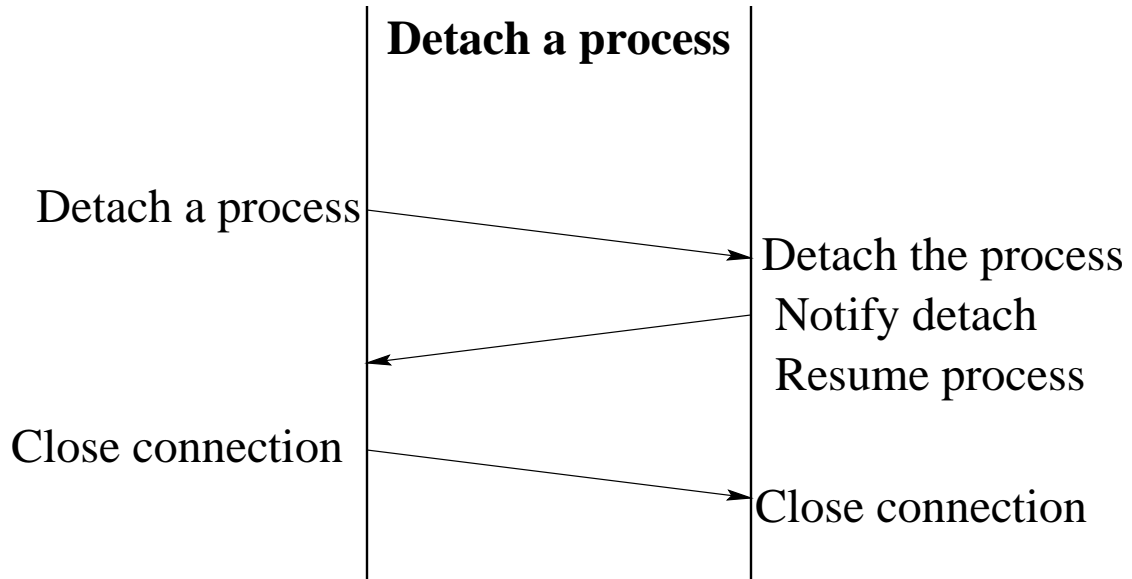 Detach a process
Detach a process
Detach the process
Notify detach
Resume process
Close connection
Close connection